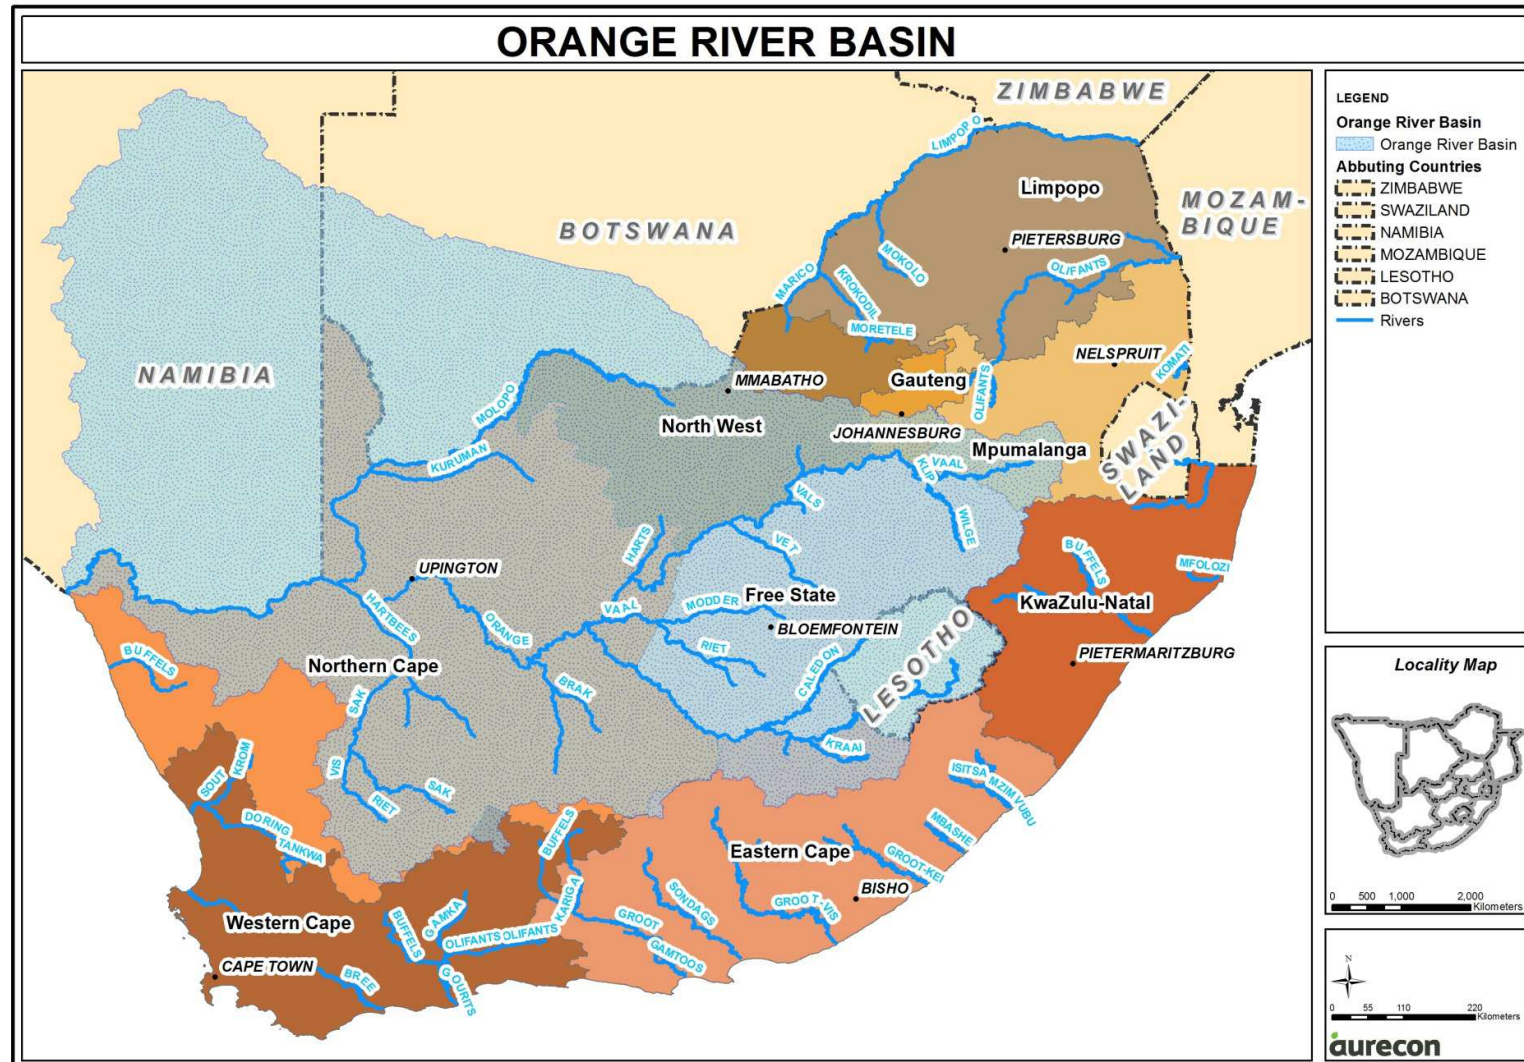 ORANGE RIVER BASIN
ZIMBABWE
LIMPOPO
Limpopo
MOZAM-
BIQUE
BOTSWANA
PIETERSBURG
MOKOLO
OLIFANTS
MARICO
KROKODIL
MORETELE
NAMIBIA
NELSPRUIT
KOMATI
MMABATHO
Gauteng
OLIFANTS
MOLOPO
North West
JOHANNESBURG
Mpumalanga
SWAZI-
LAND
KURUMAN
KLIP
VAAL
VALS
WILGE
HARTS
VET
BUFFELS
MFOLOZI
UPINGTON
HARTBEES
VAAL
MODDER
Free State
KwaZulu-Natal
BLOEMFONTEIN
ORANGE
RIET
LESOTHO
PIETERMARITZBURG
BUFFELS
Northern Cape
CALEDON
BRAK
SAK
KRAAI
KROM
SOUT
VIS
RIET
SAK
ISITSA
MZIMVUBU
DORING
TANKWA
BUFFELS
MBASHE
Eastern Cape
GROOT-KEI
BISHO
KARIGA
SONDAGS
GROOT-VIS
Western Cape
GAMKA
BUFFELS
OLIFANTS
OLIFANTS
GROOT
GAMTOOS
CAPE TOWN
BREE
GOURITS
LEGEND
Orange River Basin
Orange River Basin
Abbuting Countries
ZIMBABWE
SWAZILAND
NAMIBIA
MOZAMBIQUE
LESOTHO
BOTSWANA
Rivers
Locality Map
0 500 1,000 2,000
Kilometers
N
0 55 110 220
Kilometers
aurecon